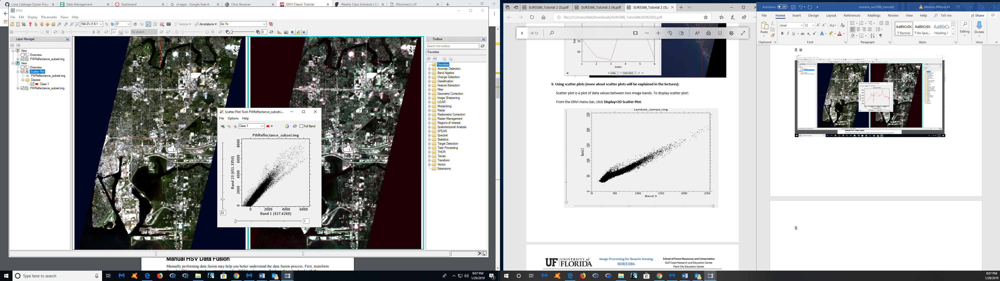 Lone Cabbage Oyster Proje
Data Management
Dashboard
uf apps - Google Search
Citrix Receiver
ENVI Classic Tutorial
Weekly Class Schedule | Cla
RSconnect | UF
ENVI
File Edit Display Placemarks Views Help
164.2% (1.6:1
0°
Vectors
Annotations
Go To
50
20
No stretch
10
0
Layer Manager
View
Overview
PWReflectance_subset.img
View
Overview
Scatter Plot
PWReflectance_subset.img
Classes
Class 1
PWReflectance_subset.img
N
N
Scatter Plot Tool: PWReflectance_subset.i...
File Options Help
Class 1
Full Band
PWReflectance_subset.img
Band 23 (651.3350)
8000
6000
4000
2000
0
0 2000 4000 6000
Band 1 (427.6260)
23
1
Toolbox
Search the toolbox
/Favorites
Favorites
Anomaly Detection
Band Algebra
Change Detection
Classification
Feature Extraction
Filter
Geometric Correction
Image Sharpening
LiDAR
Mosaicking
Radar
Radiometric Correction
Raster Management
Regions of Interest
Spatiotemporal Analysis
SPEAR
Spectral
Statistics
Target Detection
Task Processing
THOR
Terrain
Transform
Vector
Extensions
Manual HSV Data Fusion
Manually performing data fusion may help you better understand the data fusion process. First, transform
Type here to search
9:07 PM
1/29/2019
SUR5386_Tutorial 2 (3).pdf
SUR5386_Tutorial 2 (4).pdf
SUR5386_Tutorial 2 (5).
file:///C:/Users/Mel/Downloads/SUR5386_Tutorial%202%20(5).pdf
8 of 12
Dat
70
60
1 2 3 4 5 6
Index
X: Index Y: Data Value
9. Using scatter plots (more about scatter plots will be explained in the lectures):
Scatter plot is a plot of data values between two image bands. To display scatter plot:
From the ENVI menu bar, click Display>2D Scatter Plot.
Landsat_tampa.img
Band 2
250
200
150
100
50
0
0 50 100 150 200 250
Band 3
2
3
UF UNIVERSITY of FLORIDA
Image Processing for Remote Sensing
SUR5386
School of Forest Resources and Conservation
Gulf Coast Research and Education Center
Plant City Education Center
AutoSave Off
moreno_sur5386_tutorial2
Moreno,Melissa M
File Home Insert Design Layout References Mailings Review View Help Tell me
Share
Paste
Clipboard
Arial
12
Font
Paragraph
AaBbCcDc
¶ Normal
AaBbCcDc
¶ No Spac...
AaBbCc
Heading 1
Styles
Editing
Dictate
Voice
8. iii
Manual HSV Data Fusion
9.
9:07 PM
1/29/2019